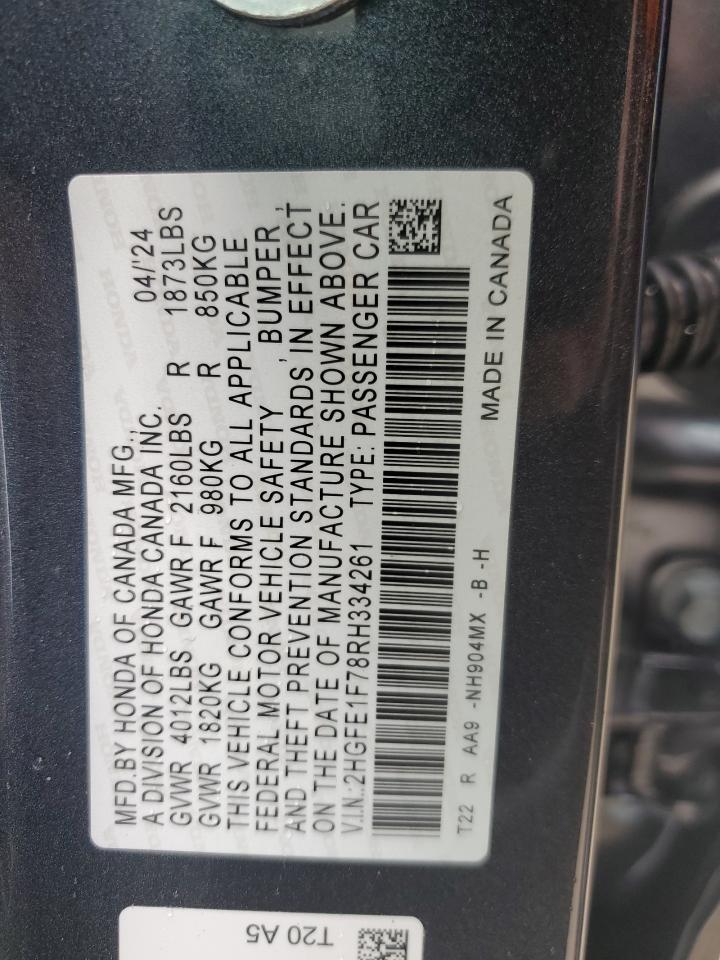 MFD.BY HONDA OF CANADA MFG.,
A DIVISION OF HONDA CANADA INC. 04/'24
GVWR 4012LBS GAWR F 2160LBS R 1873LBS
GVWR 1820KG GAWR F 980KG R 850KG
THIS VEHICLE CONFORMS TO ALL APPLICABLE
FEDERAL MOTOR VEHICLE SAFETY , BUMPER ,
AND THEFT PREVENTION STANDARDS IN EFFECT
ON THE DATE OF MANUFACTURE SHOWN ABOVE.
V.I.N.:2HGFE1F78RH334261 TYPE: PASSENGER CAR
T22 R AA9 -NH904MX -B -H MADE IN CANADA
T20 A5